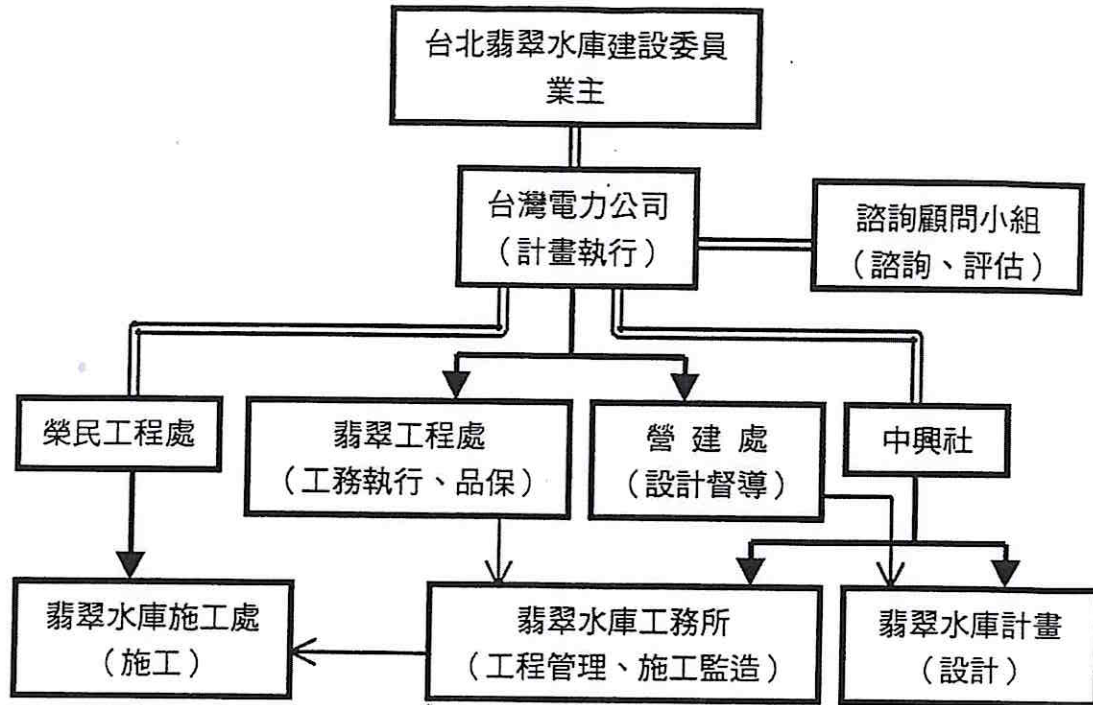 台北翡翠水庫建設委員
業主
台灣電力公司
（計畫執行）
諮詢顧問小組
（諮詢、評估）
榮民工程處
翡翠工程處
（工務執行、品保）
營建處
（設計督導）
中興社
翡翠水庫施工處
（施工）
翡翠水庫工務所
（工程管理、施工監造）
翡翠水庫計畫
（設計）